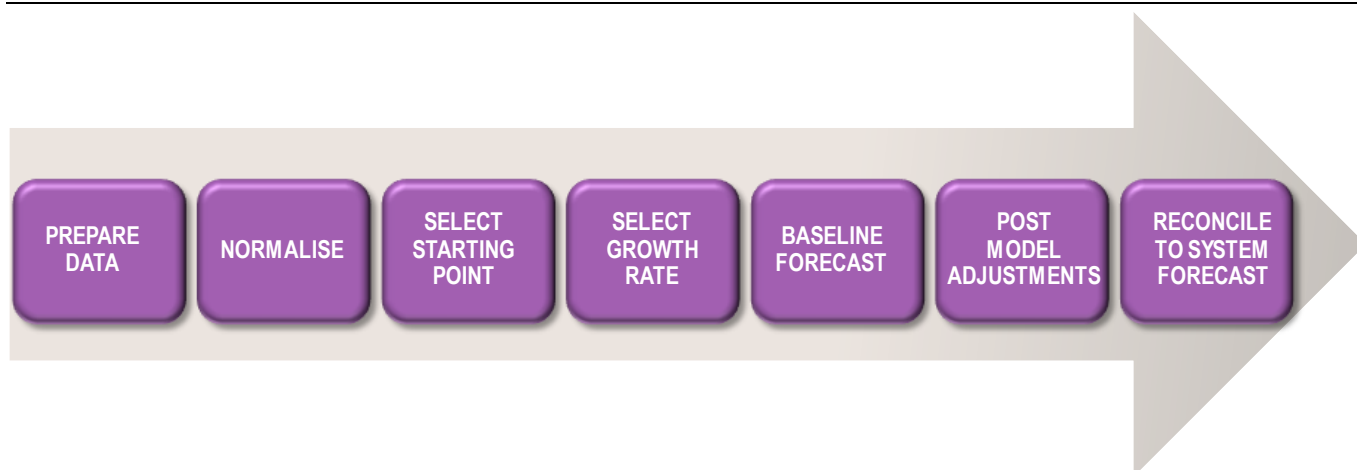 PREPARE
DATA
NORMALISE
SELECT
STARTING
POINT
SELECT
GROWTH
RATE
BASELINE
FORECAST
POST
MODEL
ADJUSTMENTS
RECONCILE
TO SYSTEM
FORECAST